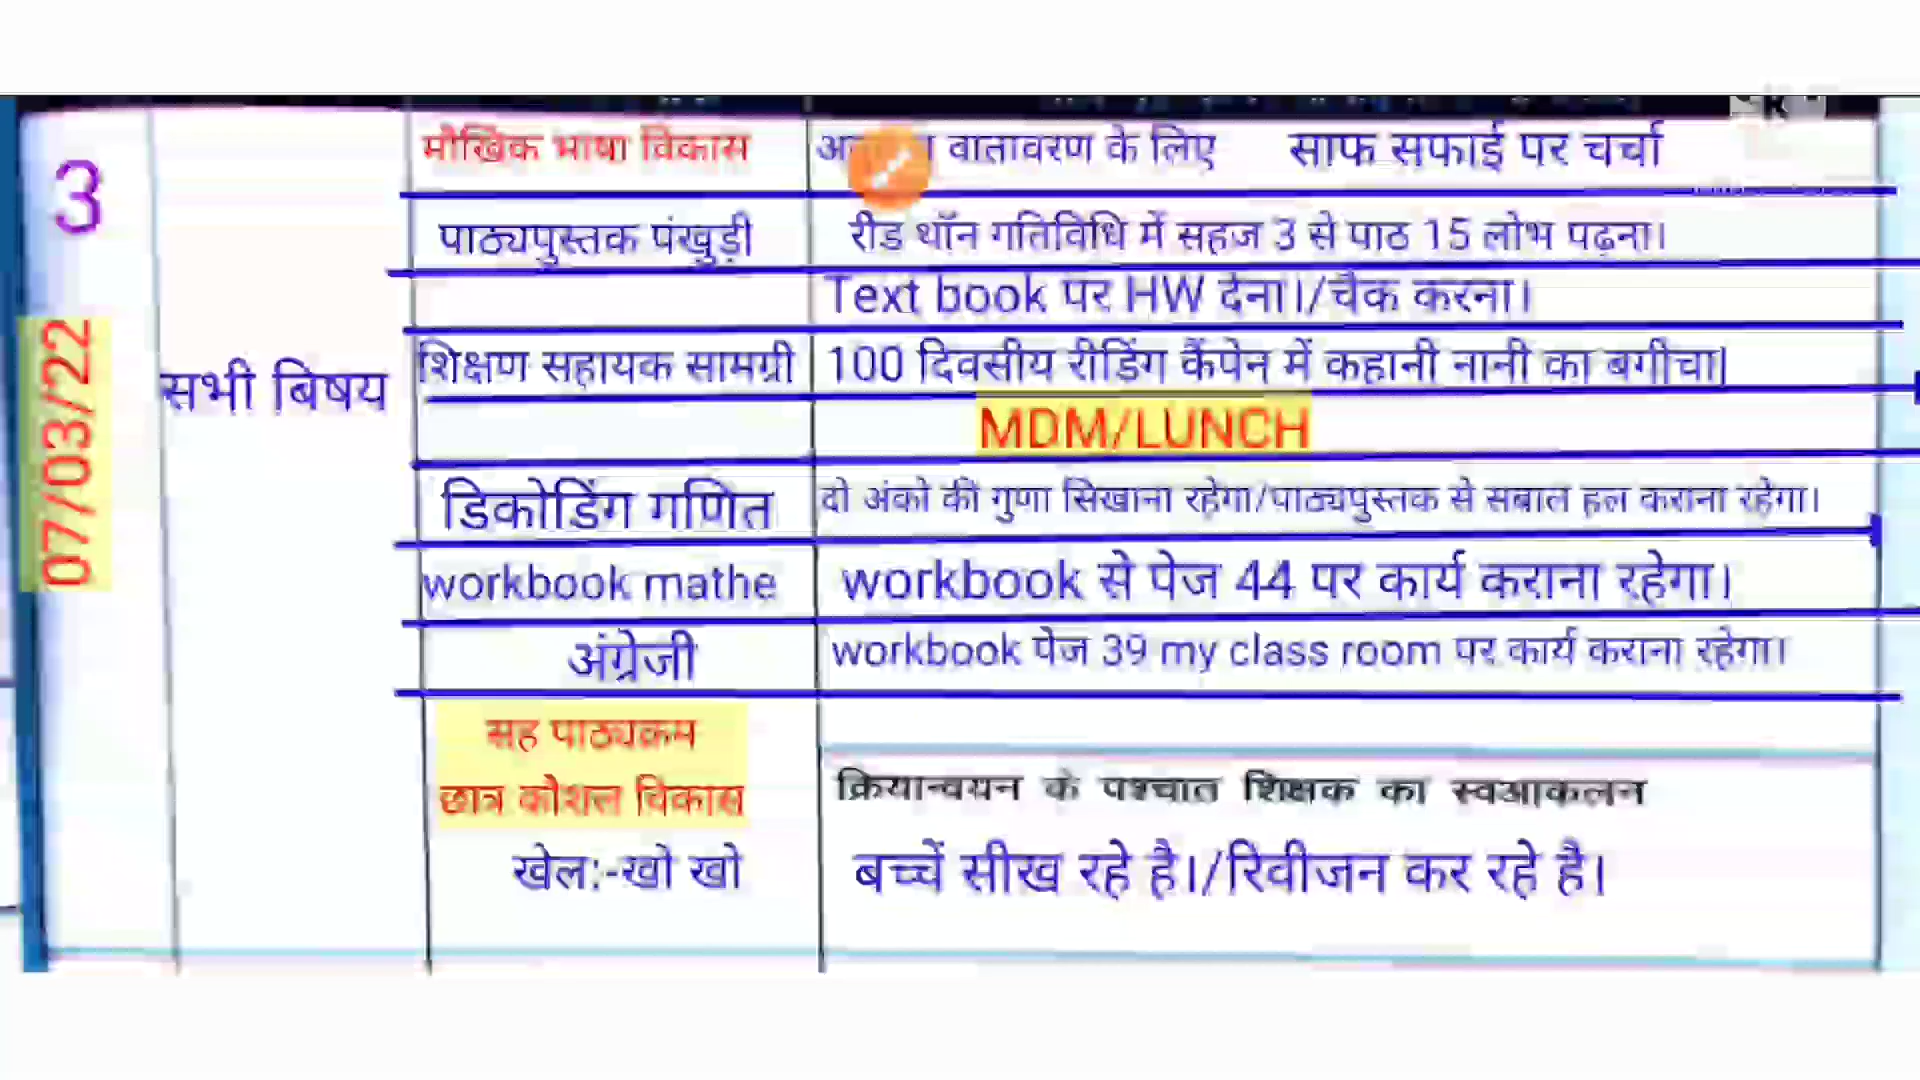 3
07/03/22
सभी बिषय
मौखिक भाषा विकास
वातावरण के लिए साफ सफाई पर चर्चा
पाठ्यपुस्तक पंखुड़ी
रीड थॉन गतिविधि में सहज 3 से पाठ 15 लोभ पढ़ना।
Text book पर HW देना।/चैक करना।
शिक्षण सहायक सामग्री
100 दिवसीय रीडिंग कैंपेन में कहानी नानी का बगीचा|
MDM/LUNCH
डिकोडिंग गणित
दो अंको की गुणा सिखाना रहेगा/पाठ्यपुस्तक से सबाल हल कराना रहेगा।
workbook mathe
workbook से पेज 44 पर कार्य कराना रहेगा।
अंग्रेजी
workbook पेज 39 my class room पर कार्य कराना रहेगा।
सह पाठ्यक्रम
छात्र कौशल विकास
खेल:-खो खो
क्रियान्वयन के पश्चात शिक्षक का स्वआकलन
बच्चें सीख रहे है।/रिवीजन कर रहे है।